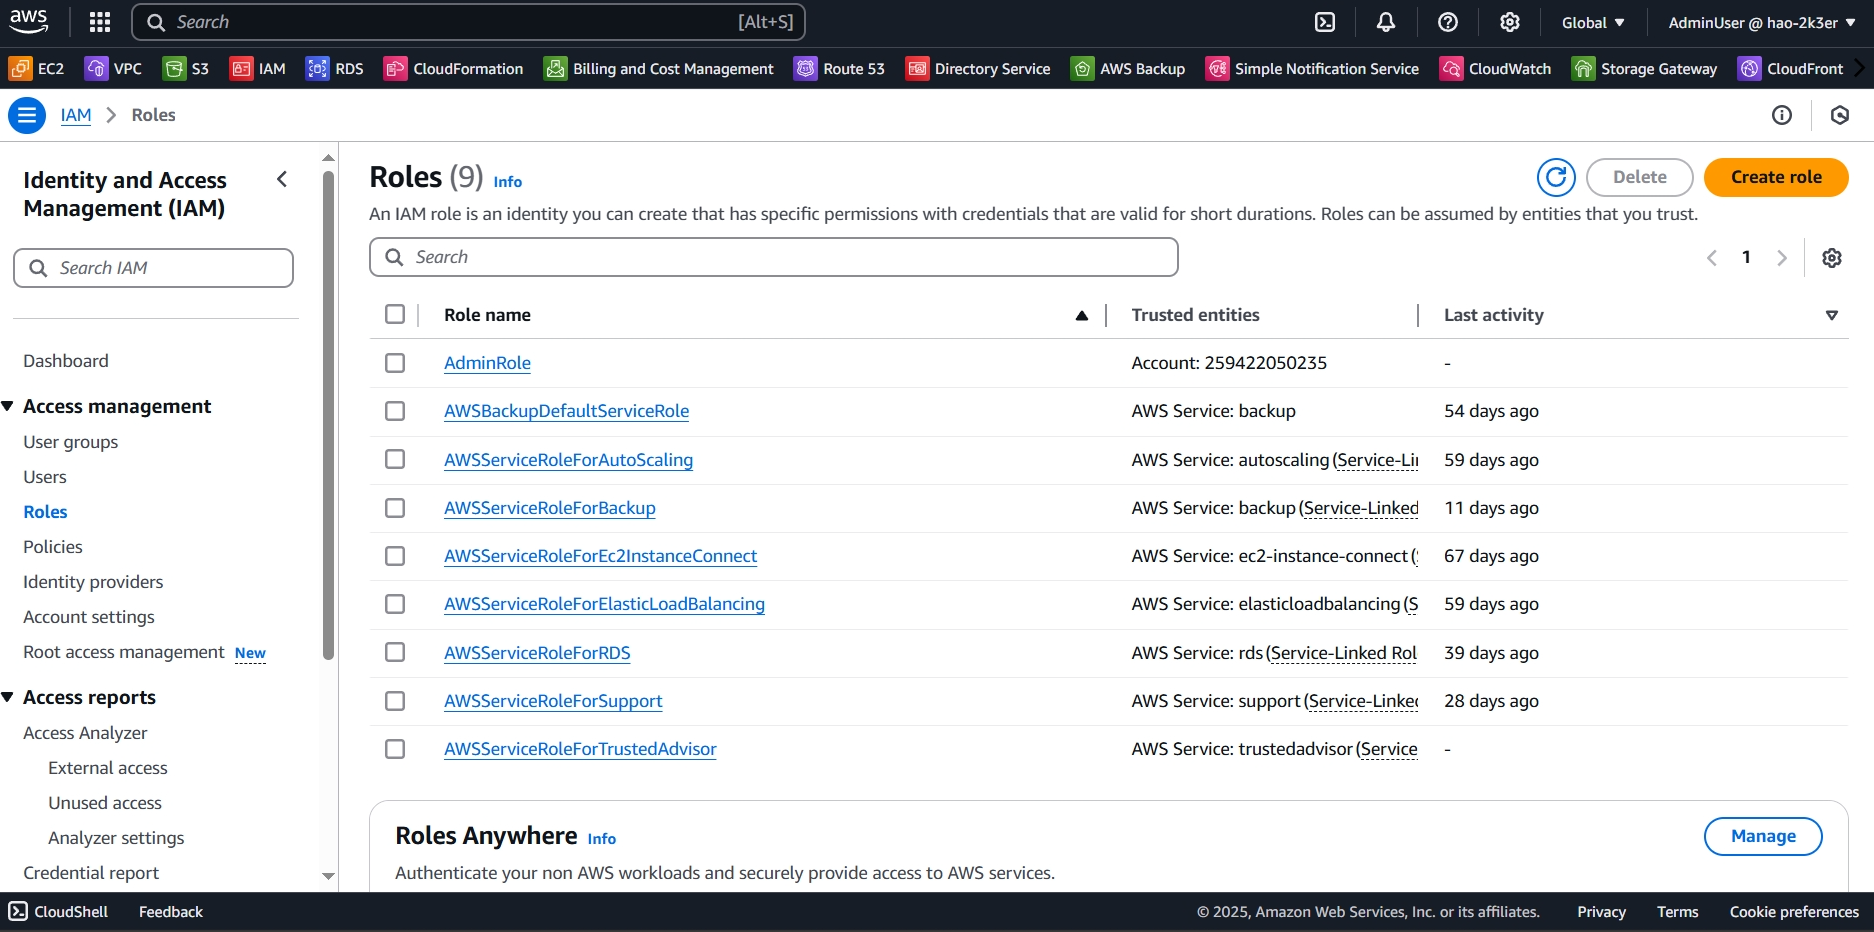 aws
Search [Alt+S] Global AdminUser @ hao-2k3er
EC2 VPC S3 IAM RDS CloudFormation Billing and Cost Management Route 53 Directory Service AWS Backup Simple Notification Service CloudWatch Storage Gateway CloudFront
IAM Roles
Identity and Access
Management (IAM)
Search IAM
Dashboard
Access management
User groups
Users
Roles
Policies
Identity providers
Account settings
Root access management New
Access reports
Access Analyzer
External access
Unused access
Analyzer settings
Credential report
Roles (9) Info
Delete
Create role
An IAM role is an identity you can create that has specific permissions with credentials that are valid for short durations. Roles can be assumed by entities that you trust.
Search
1
Role name Trusted entities Last activity
AdminRole Account: 259422050235 -
AWSBackupDefaultServiceRole AWS Service: backup 54 days ago
AWSServiceRoleForAutoScaling AWS Service: autoscaling (Service-Li 59 days ago
AWSServiceRoleForBackup AWS Service: backup (Service-Linked 11 days ago
AWSServiceRoleForEc2InstanceConnect AWS Service: ec2-instance-connect ( 67 days ago
AWSServiceRoleForElasticLoadBalancing AWS Service: elasticloadbalancing (S 59 days ago
AWSServiceRoleForRDS AWS Service: rds (Service-Linked Rol 39 days ago
AWSServiceRoleForSupport AWS Service: support (Service-Linked 28 days ago
AWSServiceRoleForTrustedAdvisor AWS Service: trustedadvisor (Service -
Roles Anywhere Info
Manage
Authenticate your non AWS workloads and securely provide access to AWS services.
CloudShell Feedback © 2025, Amazon Web Services, Inc. or its affiliates. Privacy Terms Cookie preferences